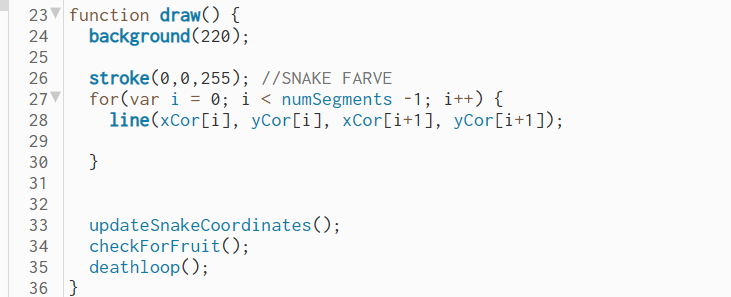 23 function draw() {
24 background(220);
25
26 stroke(0,0,255); //SNAKE FARVE
27 for(var i = 0; i < numSegments -1; i++) {
28 line(xCor[i], yCor[i], xCor[i+1], yCor[i+1]);
29
30 }
31
32
33 updateSnakeCoordinates();
34 checkForFruit();
35 deathloop();
36 }